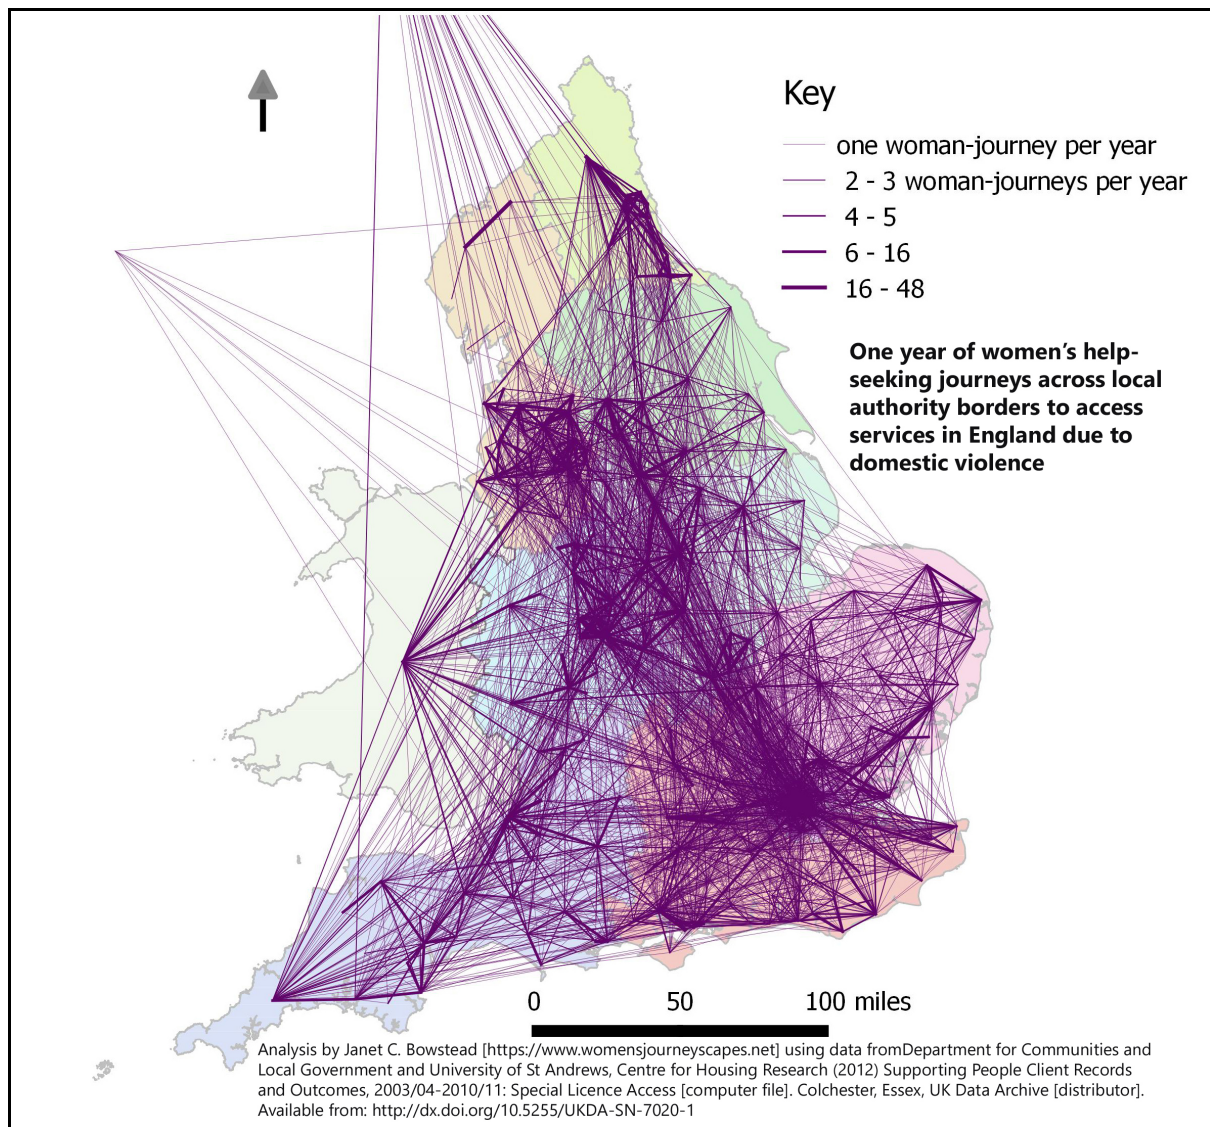 Key
one woman-journey per year
2 - 3 woman-journeys per year
4 - 5
6 - 16
16 - 48
One year of women’s help-
seeking journeys across local
authority borders to access
services in England due to
domestic violence
0 50 100 miles
Analysis by Janet C. Bowstead [https://www.womensjourneyscapes.net] using data fromDepartment for Communities and
Local Government and University of St Andrews, Centre for Housing Research (2012) Supporting People Client Records
and Outcomes, 2003/04-2010/11: Special Licence Access [computer file]. Colchester, Essex, UK Data Archive [distributor].
Available from: http://dx.doi.org/10.5255/UKDA-SN-7020-1